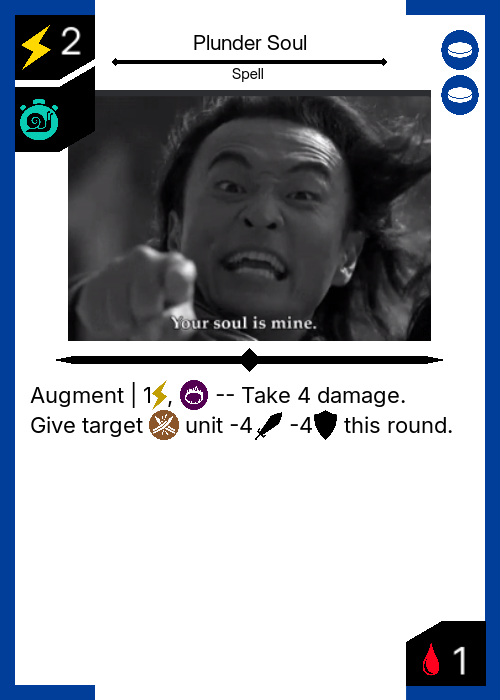 2
Plunder Soul
Spell
Your soul is mine.
Augment | 1, -- Take 4 damage.
Give target unit -4 -4 this round.
1